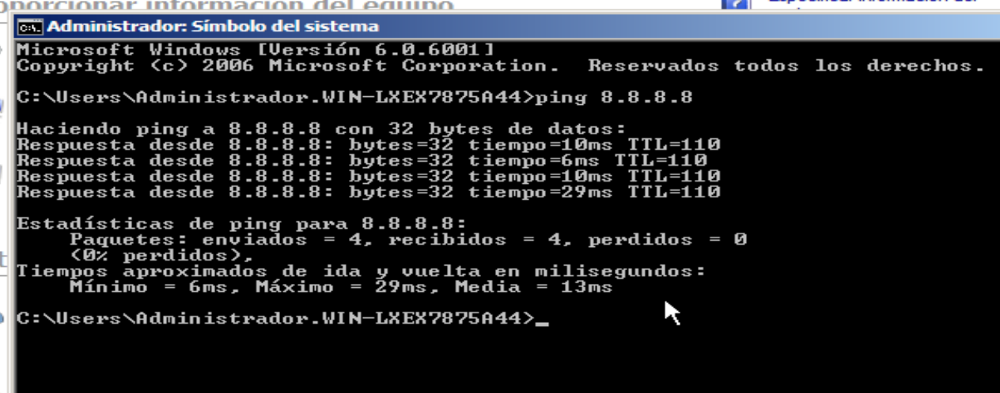 oporcionar información del equipo
Administrador: Símbolo del sistema
Microsoft Windows [Versión 6.0.6001]
Copyright (c) 2006 Microsoft Corporation.  Reservados todos los derechos.
C:\Users\Administrador.WIN-LXEX7875A44>ping 8.8.8.8
Haciendo ping a 8.8.8.8 con 32 bytes de datos:
Respuesta desde 8.8.8.8: bytes=32 tiempo=10ms TTL=110
Respuesta desde 8.8.8.8: bytes=32 tiempo=6ms TTL=110
Respuesta desde 8.8.8.8: bytes=32 tiempo=10ms TTL=110
Respuesta desde 8.8.8.8: bytes=32 tiempo=29ms TTL=110
Estadísticas de ping para 8.8.8.8:
    Paquetes: enviados = 4, recibidos = 4, perdidos = 0
    (0% perdidos),
Tiempos aproximados de ida y vuelta en milisegundos:
    Mínimo = 6ms, Máximo = 29ms, Media = 13ms
C:\Users\Administrador.WIN-LXEX7875A44>_